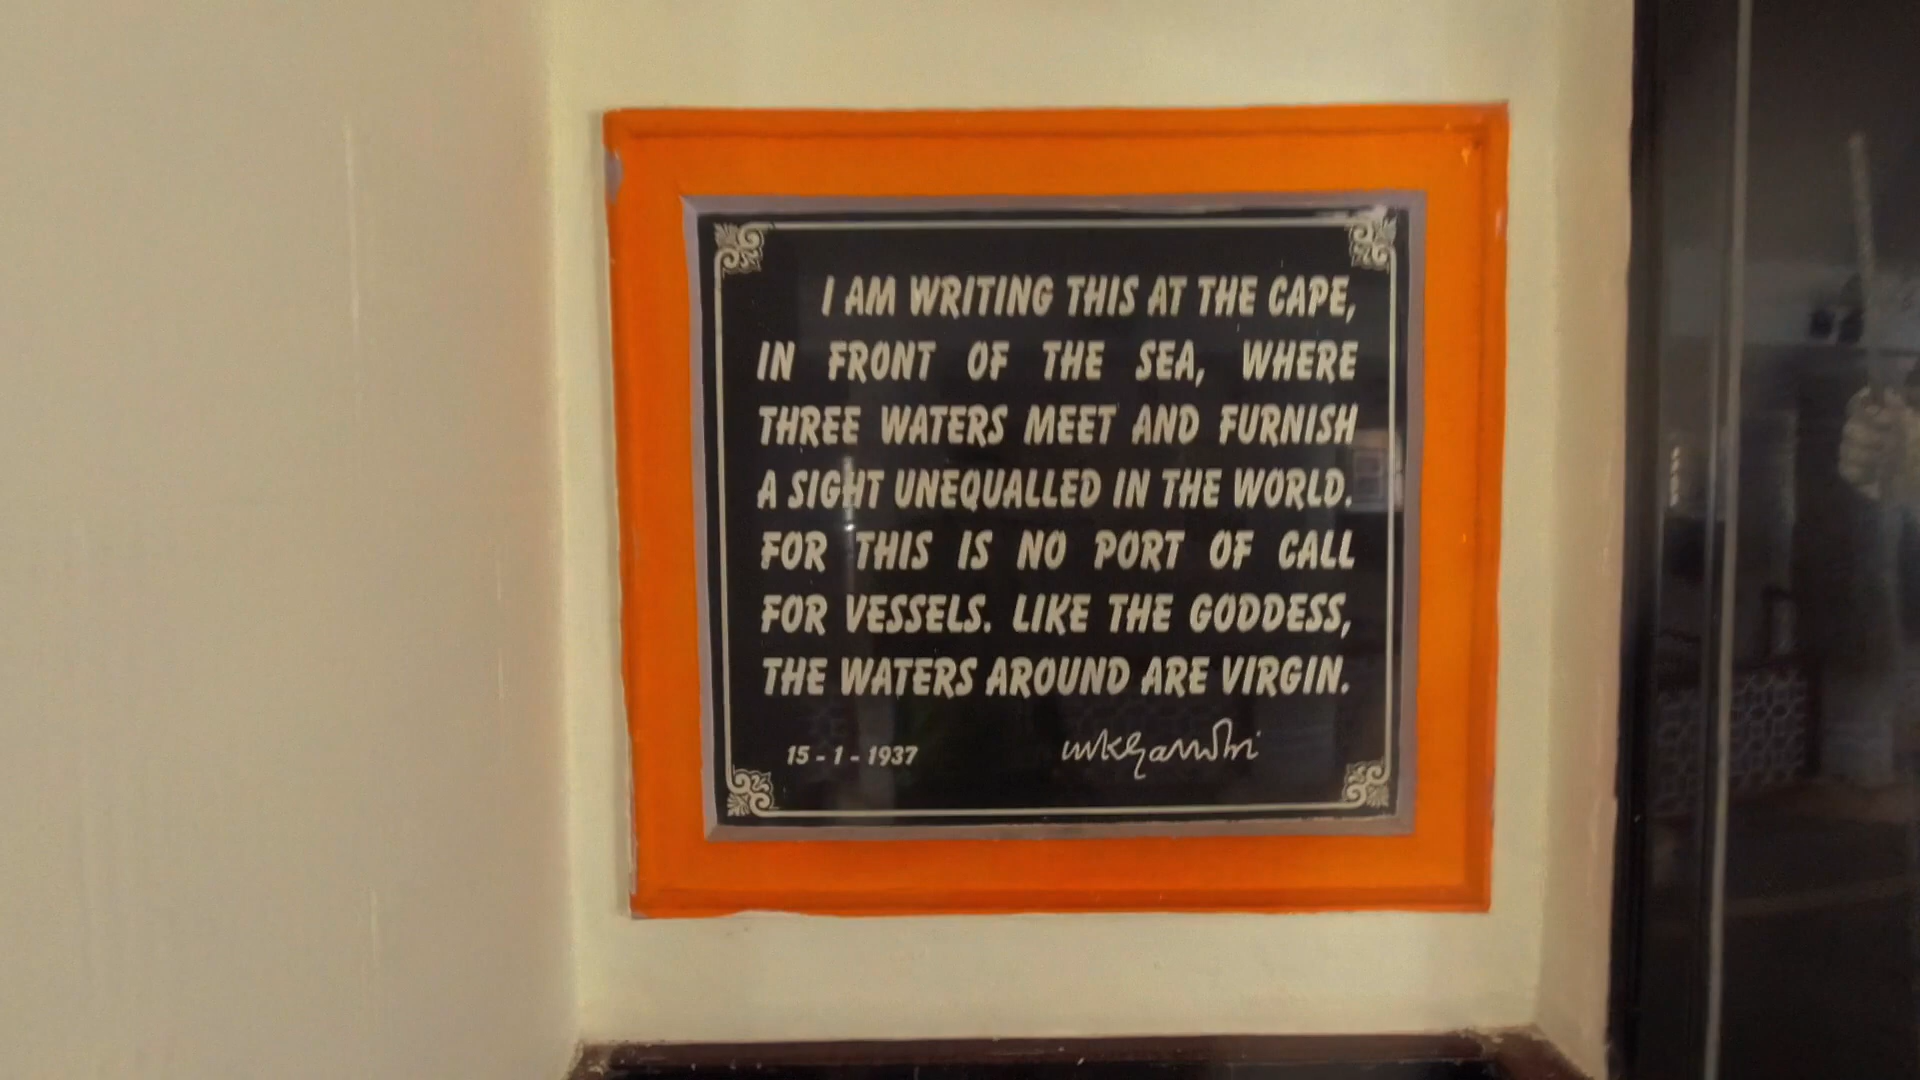 I AM WRITING THIS AT THE CAPE,
IN FRONT OF THE SEA, WHERE
THREE WATERS MEET AND FURNISH
A SIGHT UNEQUALLED IN THE WORLD.
FOR THIS IS NO PORT OF CALL
FOR VESSELS. LIKE THE GODDESS,
THE WATERS AROUND ARE VIRGIN.
15 - 1 - 1937 mkgandhi